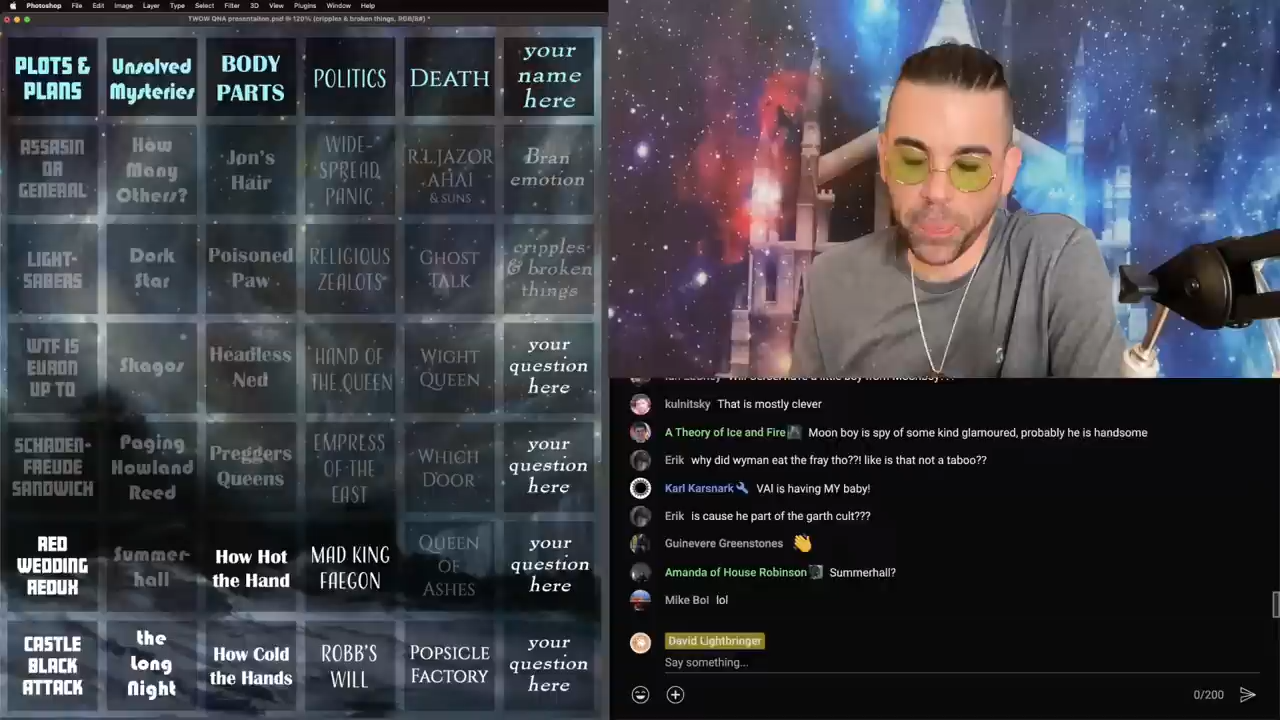 Photoshop File Edit Image Layer Type Select Filter 3D View Plugins Window Help
TWOW QNA presentation.psd @ 120% (cripples & broken things, RGB/8#) *
PLOTS & PLANS
Unsolved Mysteries
BODY PARTS
POLITICS
DEATH
your name here
ASSASIN OR GENERAL
How Many Others?
Jon's Hair
WIDE-SPREAD PANIC
R.L.JAZOR AHAI & SUNS
Bran emotion
LIGHT-SABERS
Dark Star
Poisoned Paw
RELIGIOUS ZEALOTS
GHOST TALK
cripples & broken things
WTF IS EURON UP TO
Skagos
Headless Ned
HAND OF THE QUEEN
WIGHT QUEEN
your question here
SCHADEN-FREUDE SANDWICH
Paging Howland Reed
Preggers Queens
EMPRESS OF THE EAST
WHICH DOOR
your question here
RED WEDDING REDUX
Summer-hall
How Hot the Hand
MAD KING FAEGON
QUEEN OF ASHES
your question here
CASTLE BLACK ATTACK
the Long Night
How Cold the Hands
ROBB'S WILL
POPSICLE FACTORY
your question here
kulnitsky That is mostly clever
A Theory of Ice and Fire Moon boy is spy of some kind glamoured, probably he is handsome
Erik why did wyman eat the fray tho??! like is that not a taboo??
Karl Karsnark VAI is having MY baby!
Erik is cause he part of the garth cult???
Guinevere Greenstones 👏
Amanda of House Robinson Summerhall?
Mike Bol lol
David Lightbringer
Say something...
0/200